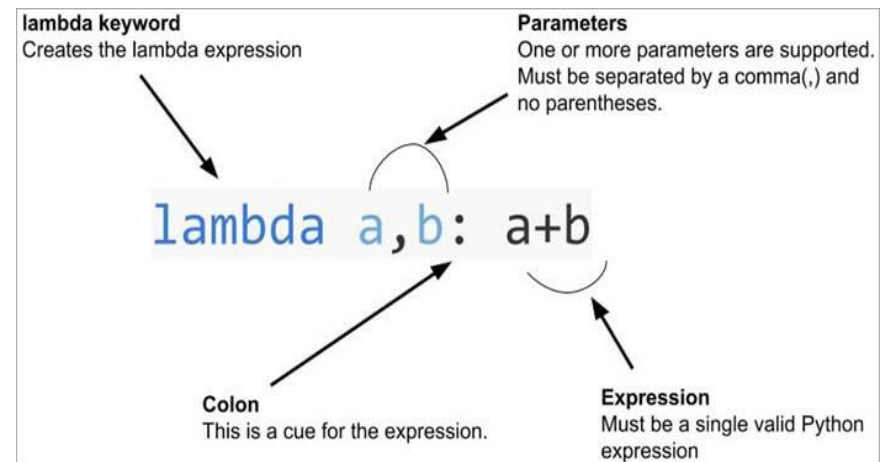 lambda keyword
Creates the lambda expression
Parameters
One or more parameters are supported.
Must be separated by a comma(,) and
no parentheses.
lambda a,b: a+b
Colon
This is a cue for the expression.
Expression
Must be a single valid Python
expression